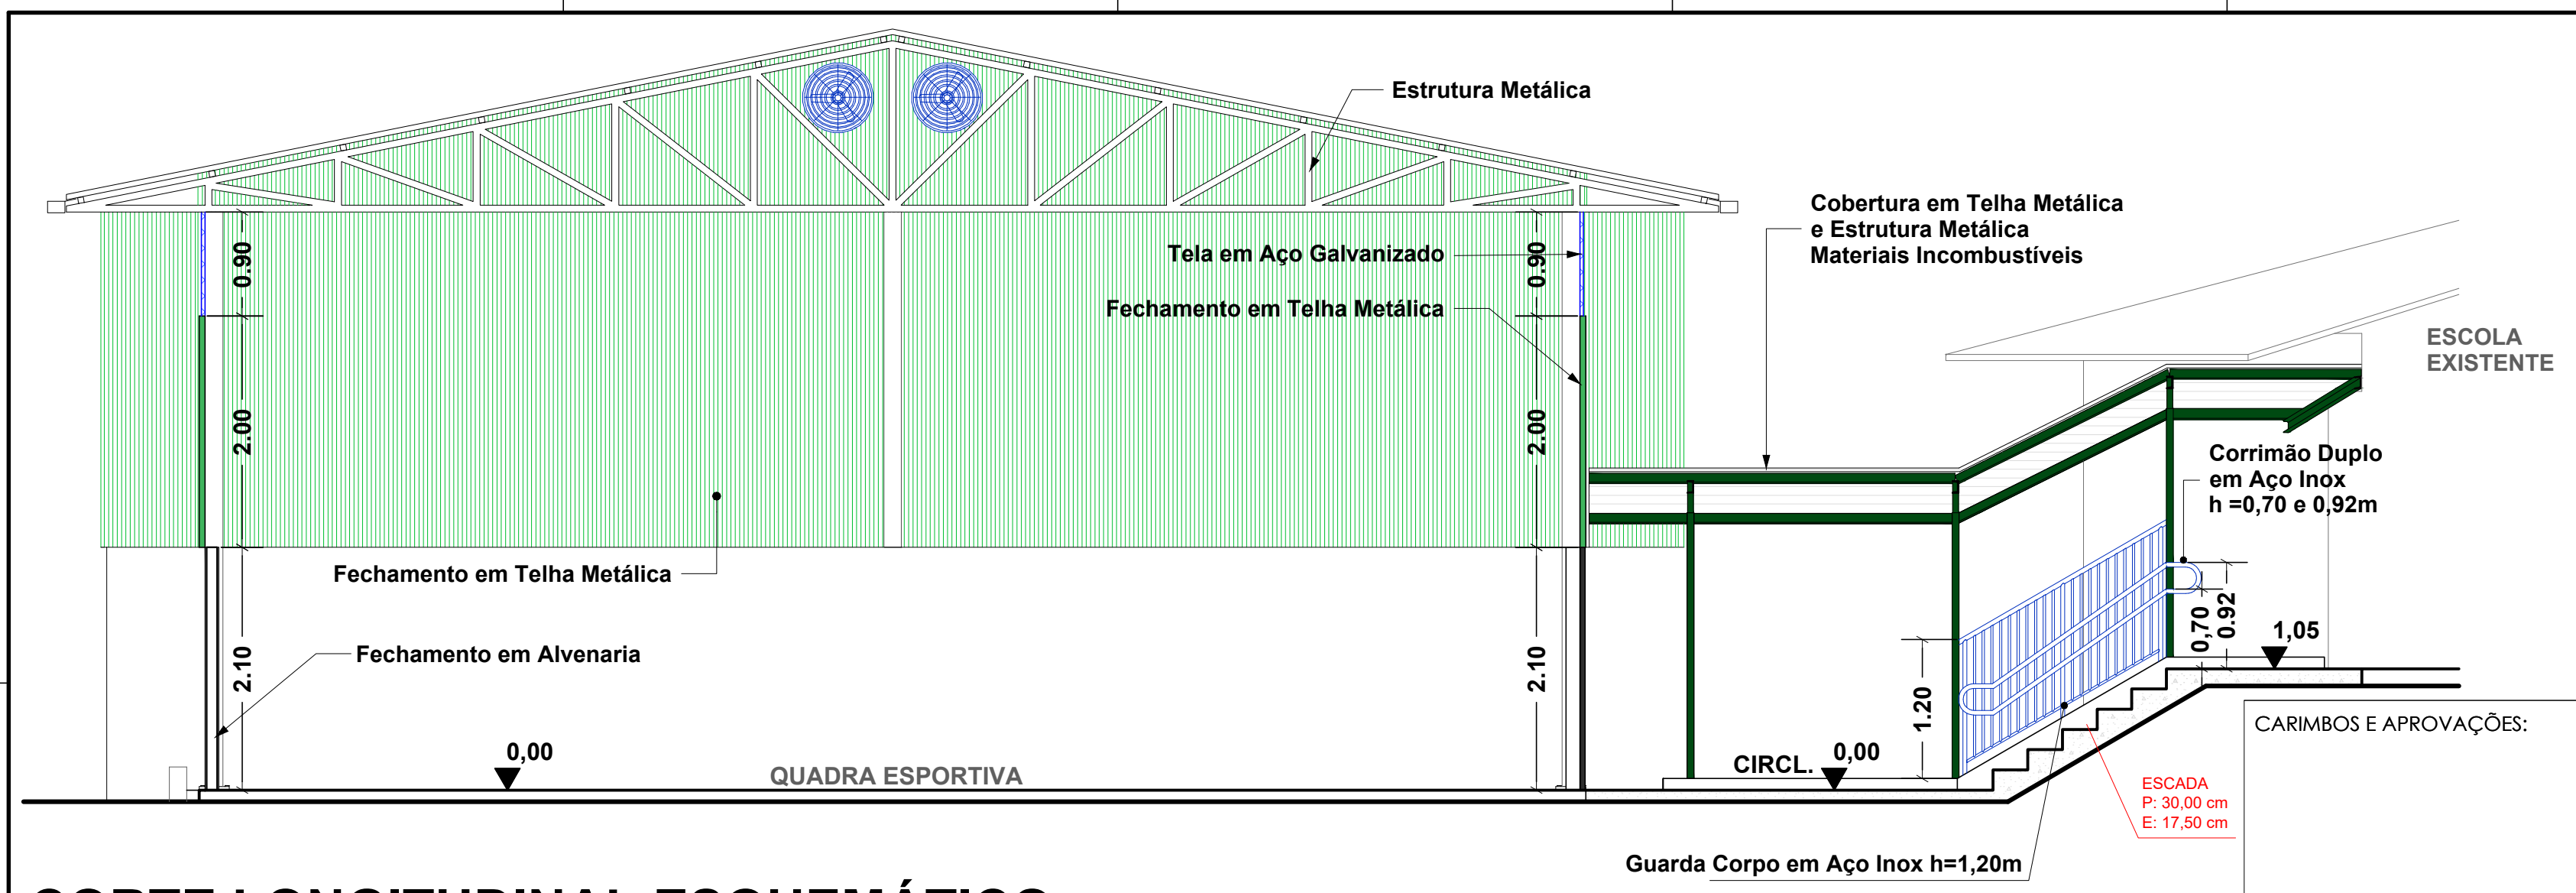 Estrutura Metálica
Cobertura em Telha Metálica
e Estrutura Metálica
Materiais Incombustíveis
Tela em Aço Galvanizado
Fechamento em Telha Metálica
0.90
0.90
2.00
2.00
ESCOLA
EXISTENTE
Corrimão Duplo
em Aço Inox
h =0,70 e 0,92m
Fechamento em Telha Metálica
Fechamento em Alvenaria
2.10
2.10
1.20
0,70
0.92
1,05
0,00
QUADRA ESPORTIVA
CIRCL.
0,00
CARIMBOS E APROVAÇÕES:
ESCADA
P: 30,00 cm
E: 17,50 cm
Guarda Corpo em Aço Inox h=1,20m
CORTE LONGITUDINAL ESQUEMÁTICO